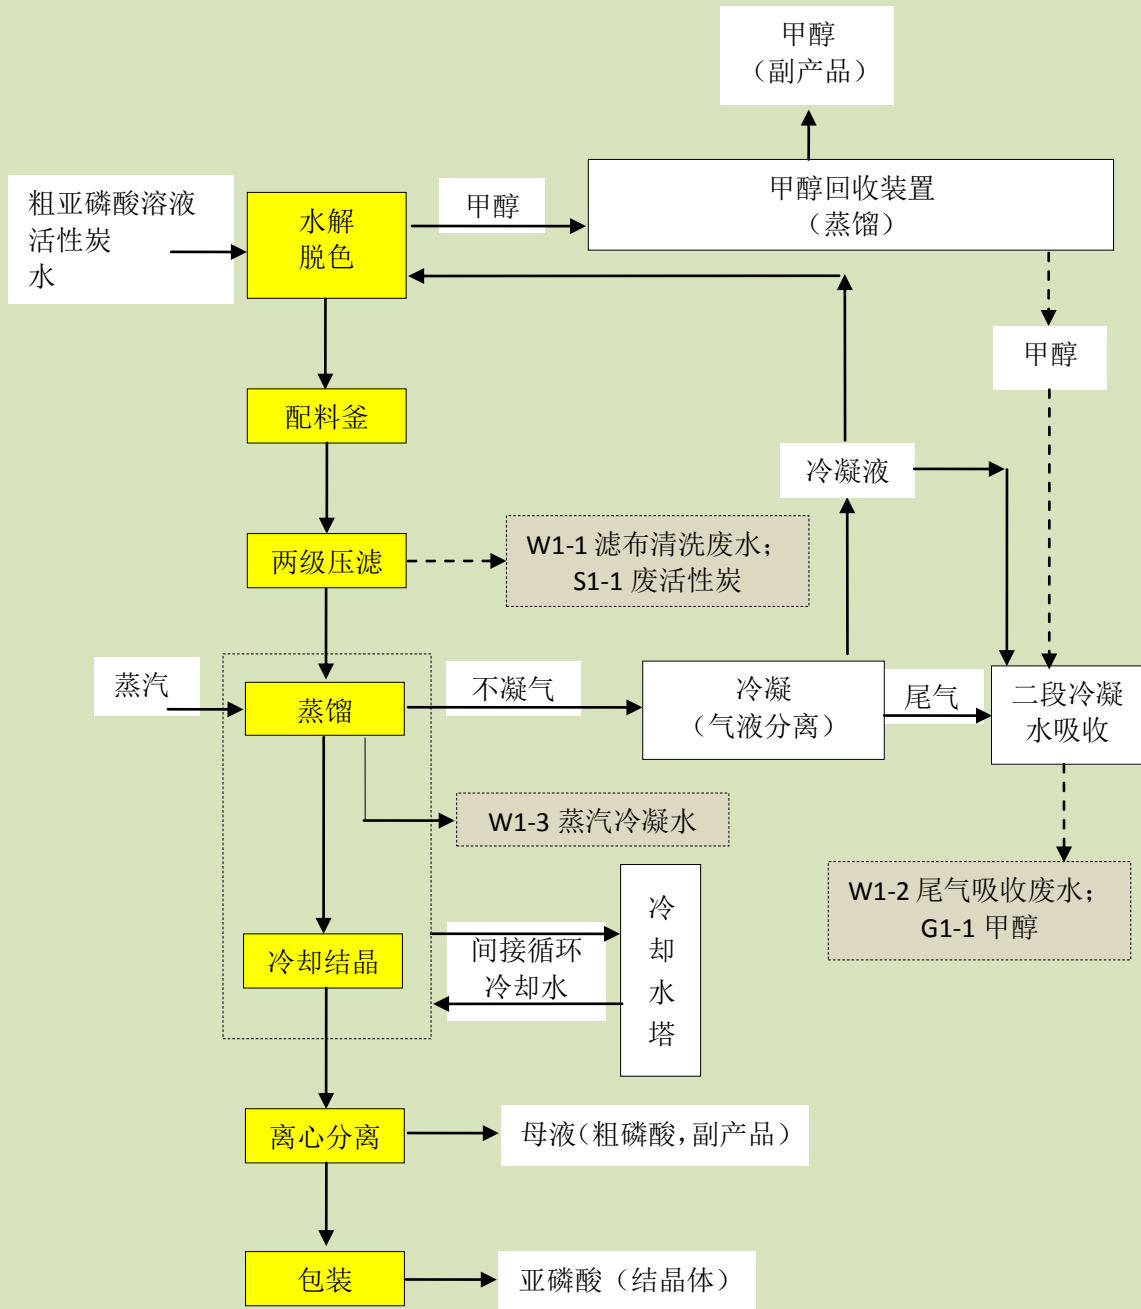 甲醇
（副产品）
粗亚磷酸溶液
活性炭
水
水解
脱色
甲醇
甲醇回收装置
（蒸馏）
甲醇
配料釜
冷凝液
两级压滤
W1-1 滤布清洗废水；
S1-1 废活性炭
蒸汽
蒸馏
不凝气
冷凝
（气液分离）
尾气
二段冷凝
水吸收
W1-3 蒸汽冷凝水
W1-2 尾气吸收废水；
G1-1 甲醇
冷却结晶
间接循环
冷却水
冷
却
水
塔
离心分离
母液（粗磷酸，副产品）
包装
亚磷酸（结晶体）